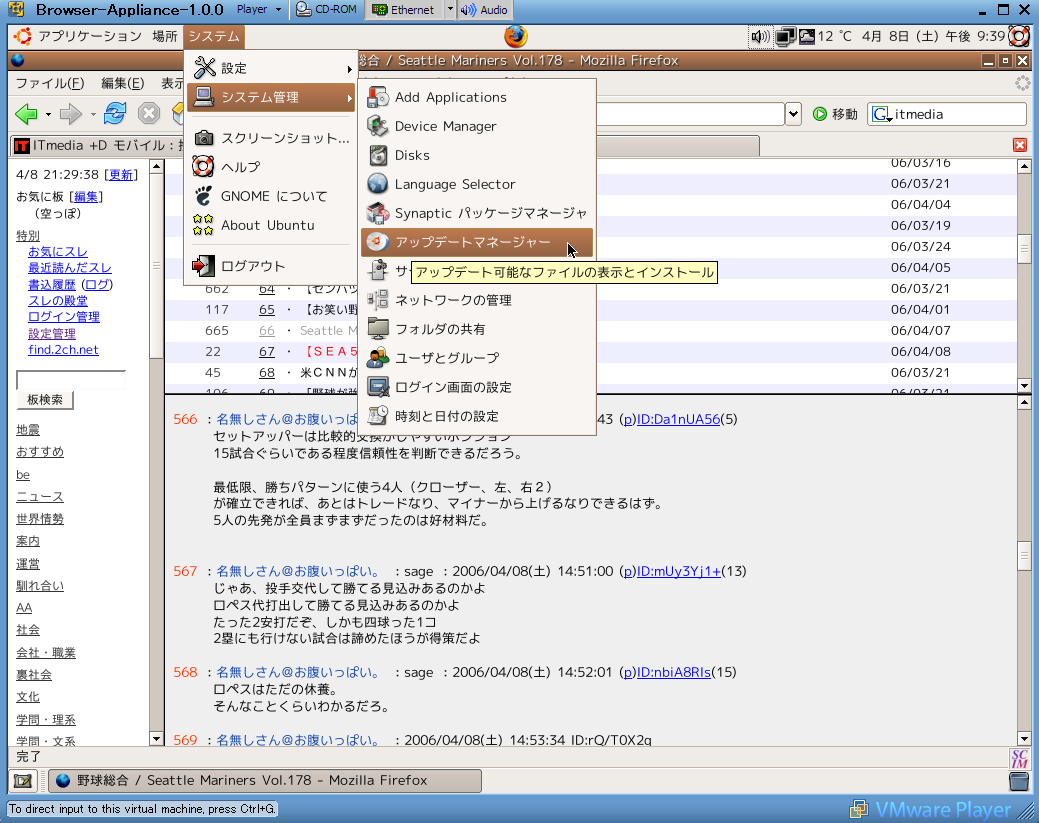 Browser-Appliance-1.0.0 Player CD-ROM Ethernet Audio
アプリケーション 場所 システム 12 °C 4月 8日 (土) 午後 9:39
総合 / Seattle Mariners Vol.178 - Mozilla Firefox
ファイル(F) 編集(E) 表示
移動 itmedia
ITmedia +D モバイル :
設定
システム管理
スクリーンショット...
ヘルプ
GNOME について
About Ubuntu
ログアウト
Add Applications
Device Manager
Disks
Language Selector
Synaptic パッケージマネージャ
アップデートマネージャー
アップデート可能なファイルの表示とインストール
ネットワークの管理
フォルダの共有
ユーザとグループ
ログイン画面の設定
時刻と日付の設定
4/8 21:29:38 [更新]
お気に板 [編集]
(空っぽ)
特別
お気にスレ
最近読んだスレ
書込履歴 (ログ)
スレの殿堂
ログイン管理
設定管理
find.2ch.net
板検索
地震
おすすめ
be
ニュース
世界情勢
案内
運営
馴れ合い
AA
社会
会社・職業
裏社会
文化
学問・理系
学問・文系
06/03/16
06/03/21
06/04/04
06/03/19
06/03/24
06/04/05
662 64 ・ 【センバツ 06/03/21
117 65 ・ 【お笑い野 06/04/01
665 66 ・ Seattle M 06/04/07
22 67 ・ 【ＳＥＡ５ 06/04/08
45 68 ・ 米ＣＮＮが 06/03/21
566 ：名無しさん＠お腹いっぱ 43 (p)ID:Da1nUA56(5)
セットアッパーは比較的交換がしやすいポジション
15試合ぐらいである程度信頼性を判断できるだろう。
最低限、勝ちパターンに使う4人（クローザー、左、右２）
が確立できれば、あとはトレードなり、マイナーから上げるなりできるはず。
5人の先発が全員まずまずだったのは好材料だ。
567 ：名無しさん＠お腹いっぱい。 ：sage ：2006/04/08(土) 14:51:00 (p)ID:mUy3Yj1+(13)
じゃあ、投手交代して勝てる見込みあるのかよ
ロペス代打出して勝てる見込みあるのかよ
たった2安打だぞ、しかも四球った1コ
2塁にも行けない試合は諦めたほうが得策だよ
568 ：名無しさん＠お腹いっぱい。 ：sage ：2006/04/08(土) 14:52:01 (p)ID:nbiA8RIs(15)
ロペスはただの休養。
そんなことくらいわかるだろ。
569 ：名無しさん＠お腹いっぱい。 ：2006/04/08(土) 14:53:34 ID:rQ/T0X2g
完了
SCIM
野球総合 / Seattle Mariners Vol.178 - Mozilla Firefox
To direct input to this virtual machine, press Ctrl+G.
VMware Player